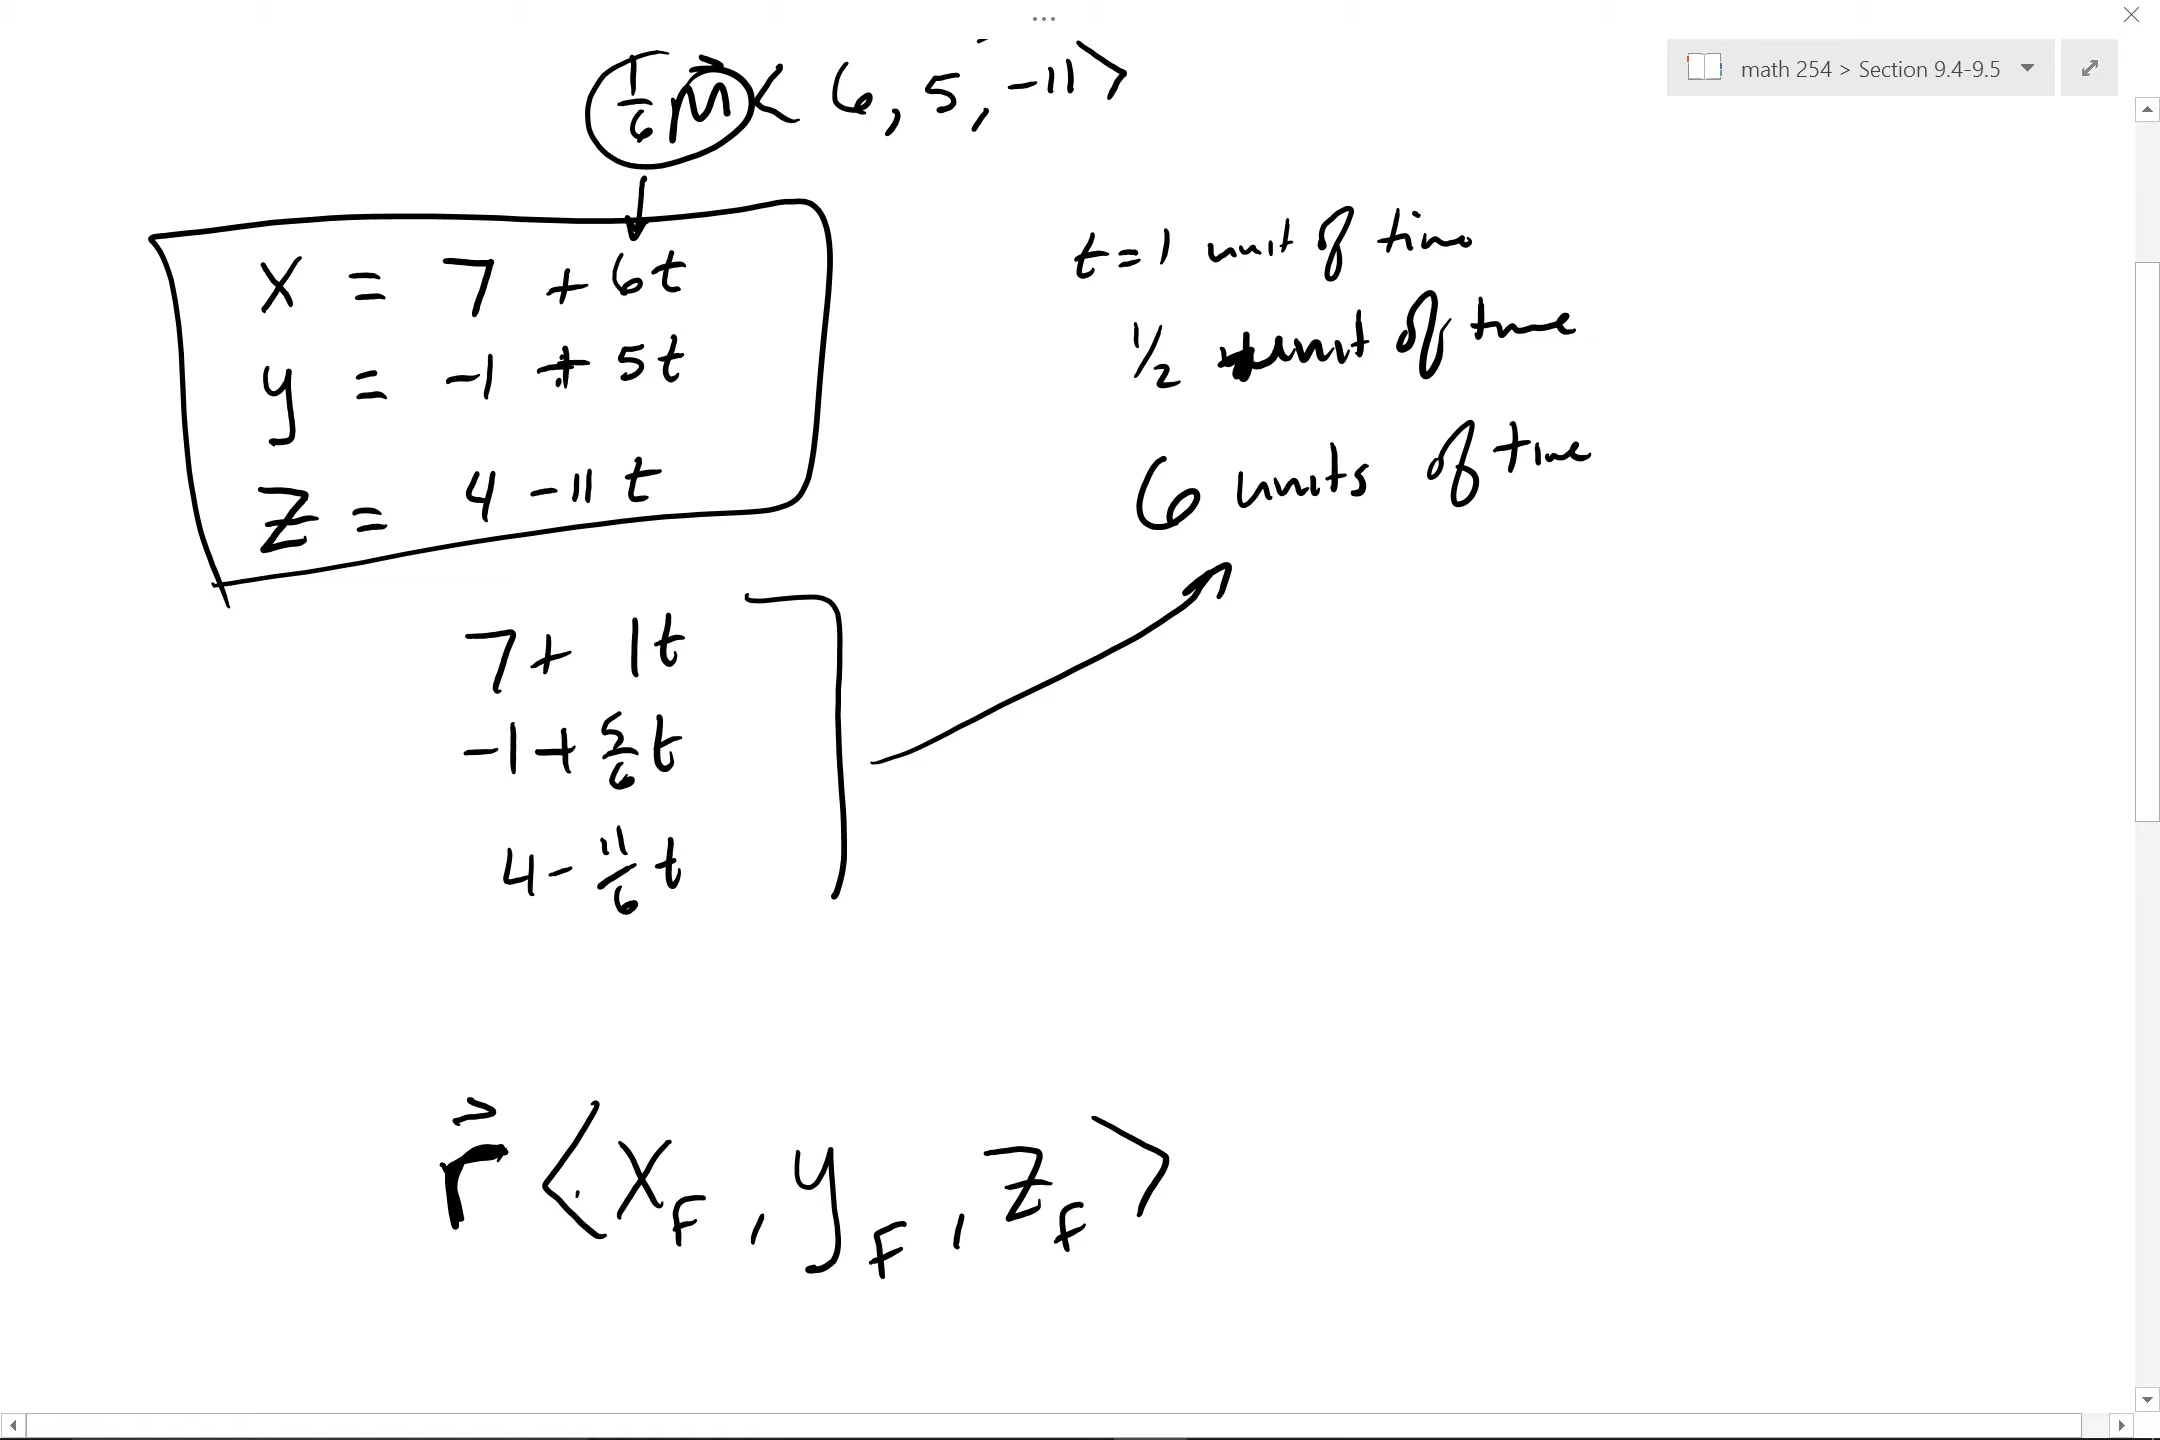 math 254 > Section 9.4-9.5
1/6 m⃗ < 6, 5, -11 >
x = 7 + 6t
y = -1 + 5t
z = 4 - 11t
t = 1 unit of time
1/2 unit of time
6 units of time
7 + 1t
-1 + 5/6 t
4 - 11/6 t
r⃗ < x_F, y_F, z_F >